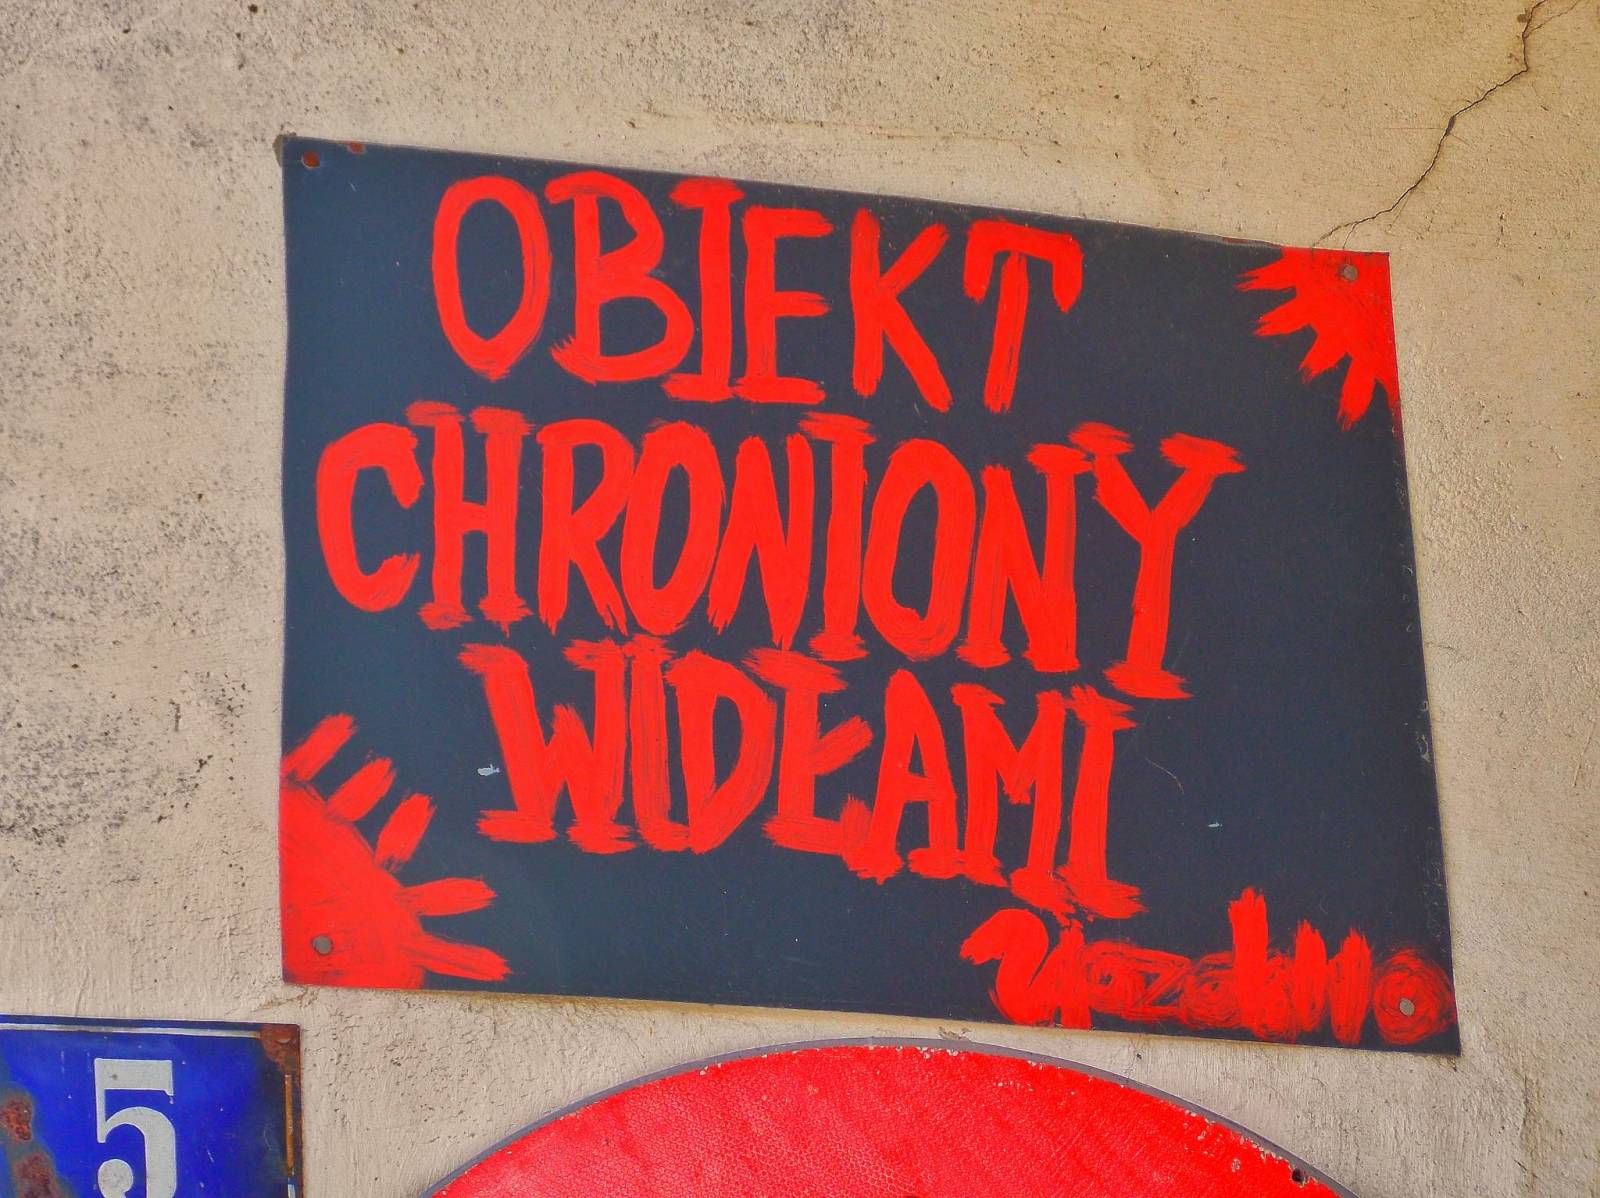 OBIEKT
CHRONIONY
WIDŁAMI
5